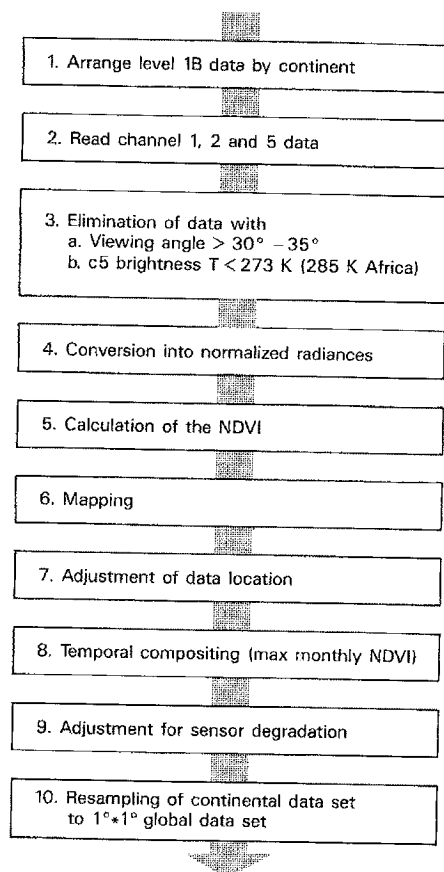 1. Arrange level 1B data by continent
2. Read channel 1, 2 and 5 data
3. Elimination of data with
a. Viewing angle > 30° – 35°
b. c5 brightness T < 273 K (285 K Africa)
4. Conversion into normalized radiances
5. Calculation of the NDVI
6. Mapping
7. Adjustment of data location
8. Temporal compositing (max monthly NDVI)
9. Adjustment for sensor degradation
10. Resampling of continental data set
to 1°*1° global data set